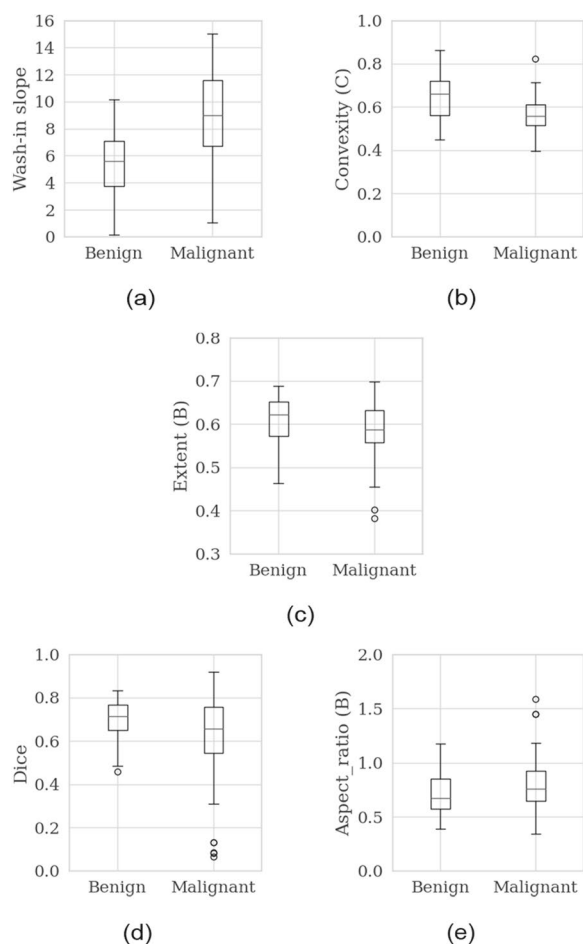 Wash-in slope
16
14
12
10
8
6
4
2
0
Benign Malignant
(a)
Convexity (C)
1.0
0.8
0.6
0.4
0.2
0.0
Benign Malignant
(b)
Extent (B)
0.8
0.7
0.6
0.5
0.4
0.3
Benign Malignant
(c)
Dice
1.0
0.8
0.6
0.4
0.2
0.0
Benign Malignant
(d)
Aspect_ratio (B)
2.0
1.5
1.0
0.5
0.0
Benign Malignant
(e)